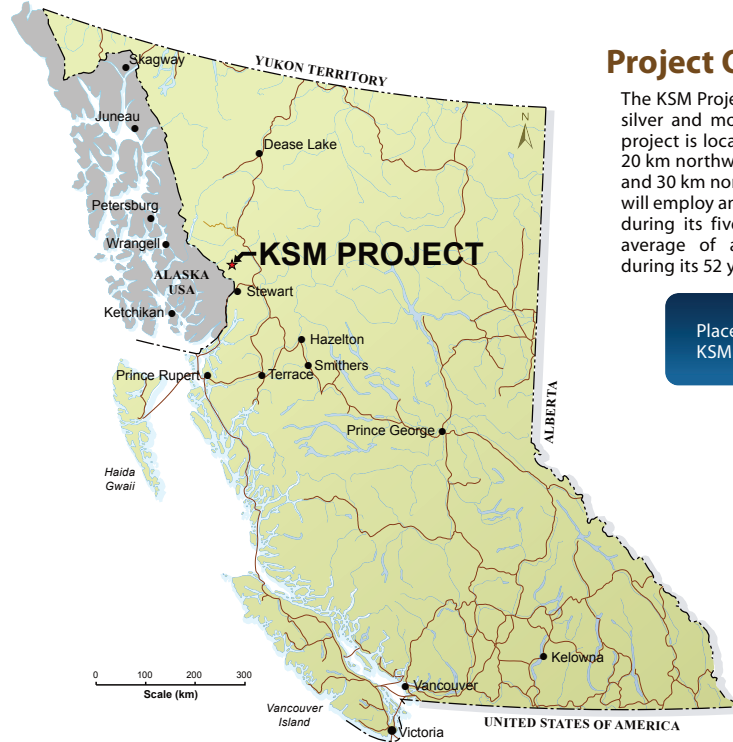 Skagway
YUKON TERRITORY
Juneau
N
Dease Lake
Petersburg
Wrangell
KSM PROJECT
ALASKA
USA
Stewart
Ketchikan
Hazelton
Smithers
Prince Rupert
Terrace
Prince George
ALBERTA
Haida
Gwaii
Kelowna
0 100 200 300
Scale (km)
Vancouver
Vancouver
Island
Victoria
UNITED STATES OF AMERICA
Project
The KSM Proje
silver and mo
project is loca
20 km northw
and 30 km nor
will employ an
during its five
average of a
during its 52 y
Place
KSM